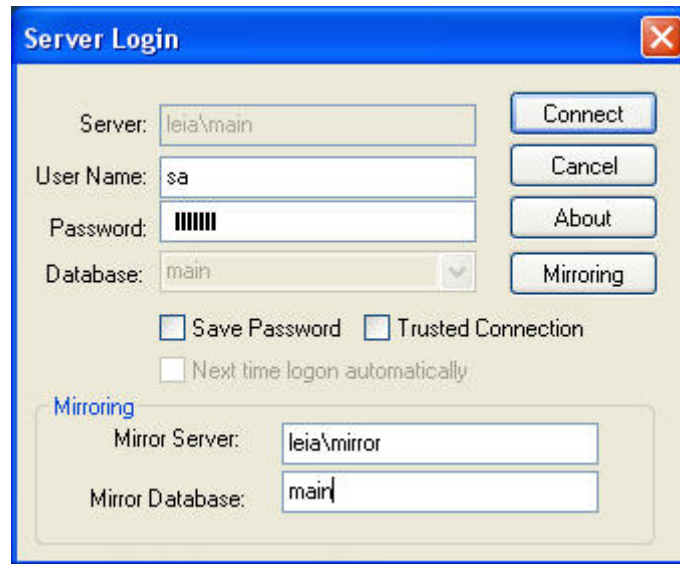 Server Login
Server: leia\main Connect
User Name: sa Cancel
Password: About
Database: main Mirroring
Save Password Trusted Connection
Next time logon automatically
Mirroring
Mirror Server: leia\mirror
Mirror Database: main